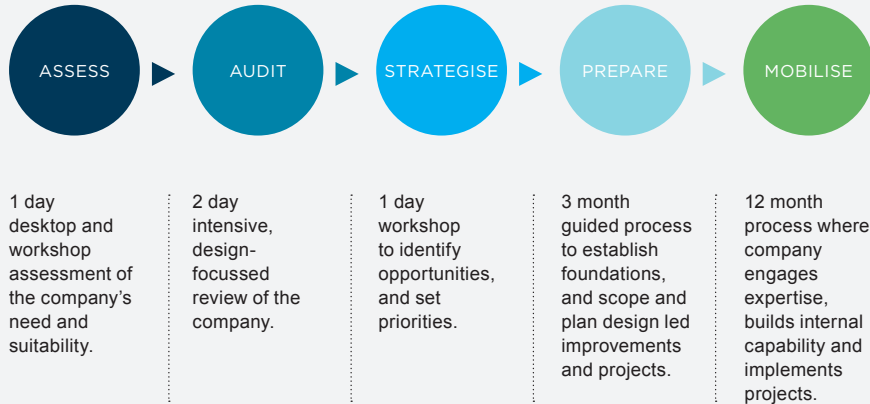 ASSESS
AUDIT
STRATEGISE
PREPARE
MOBILISE
1 day
desktop and
workshop
assessment of
the company's
need and
suitability.
2 day
intensive,
design-
focussed
review of the
company.
1 day
workshop
to identify
opportunities,
and set
priorities.
3 month
guided process
to establish
foundations,
and scope and
plan design led
improvements
and projects.
12 month
process where
company
engages
expertise,
builds internal
capability and
implements
projects.